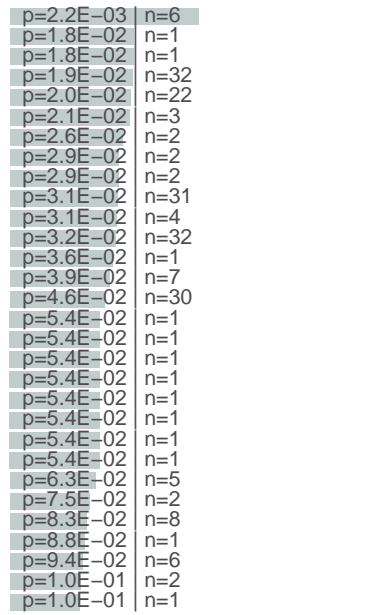 p=2.2E−03 n=6
p=1.8E−02 n=1
p=1.8E−02 n=1
p=1.9E−02 n=32
p=2.0E−02 n=22
p=2.1E−02 n=3
p=2.6E−02 n=2
p=2.9E−02 n=2
p=2.9E−02 n=2
p=3.1E−02 n=31
p=3.1E−02 n=4
p=3.2E−02 n=32
p=3.6E−02 n=1
p=3.9E−02 n=7
p=4.6E−02 n=30
p=5.4E−02 n=1
p=5.4E−02 n=1
p=5.4E−02 n=1
p=5.4E−02 n=1
p=5.4E−02 n=1
p=5.4E−02 n=1
p=5.4E−02 n=1
p=5.4E−02 n=1
p=6.3E−02 n=5
p=7.5E−02 n=2
p=8.3E−02 n=8
p=8.8E−02 n=1
p=9.4E−02 n=6
p=1.0E−01 n=2
p=1.0E−01 n=1